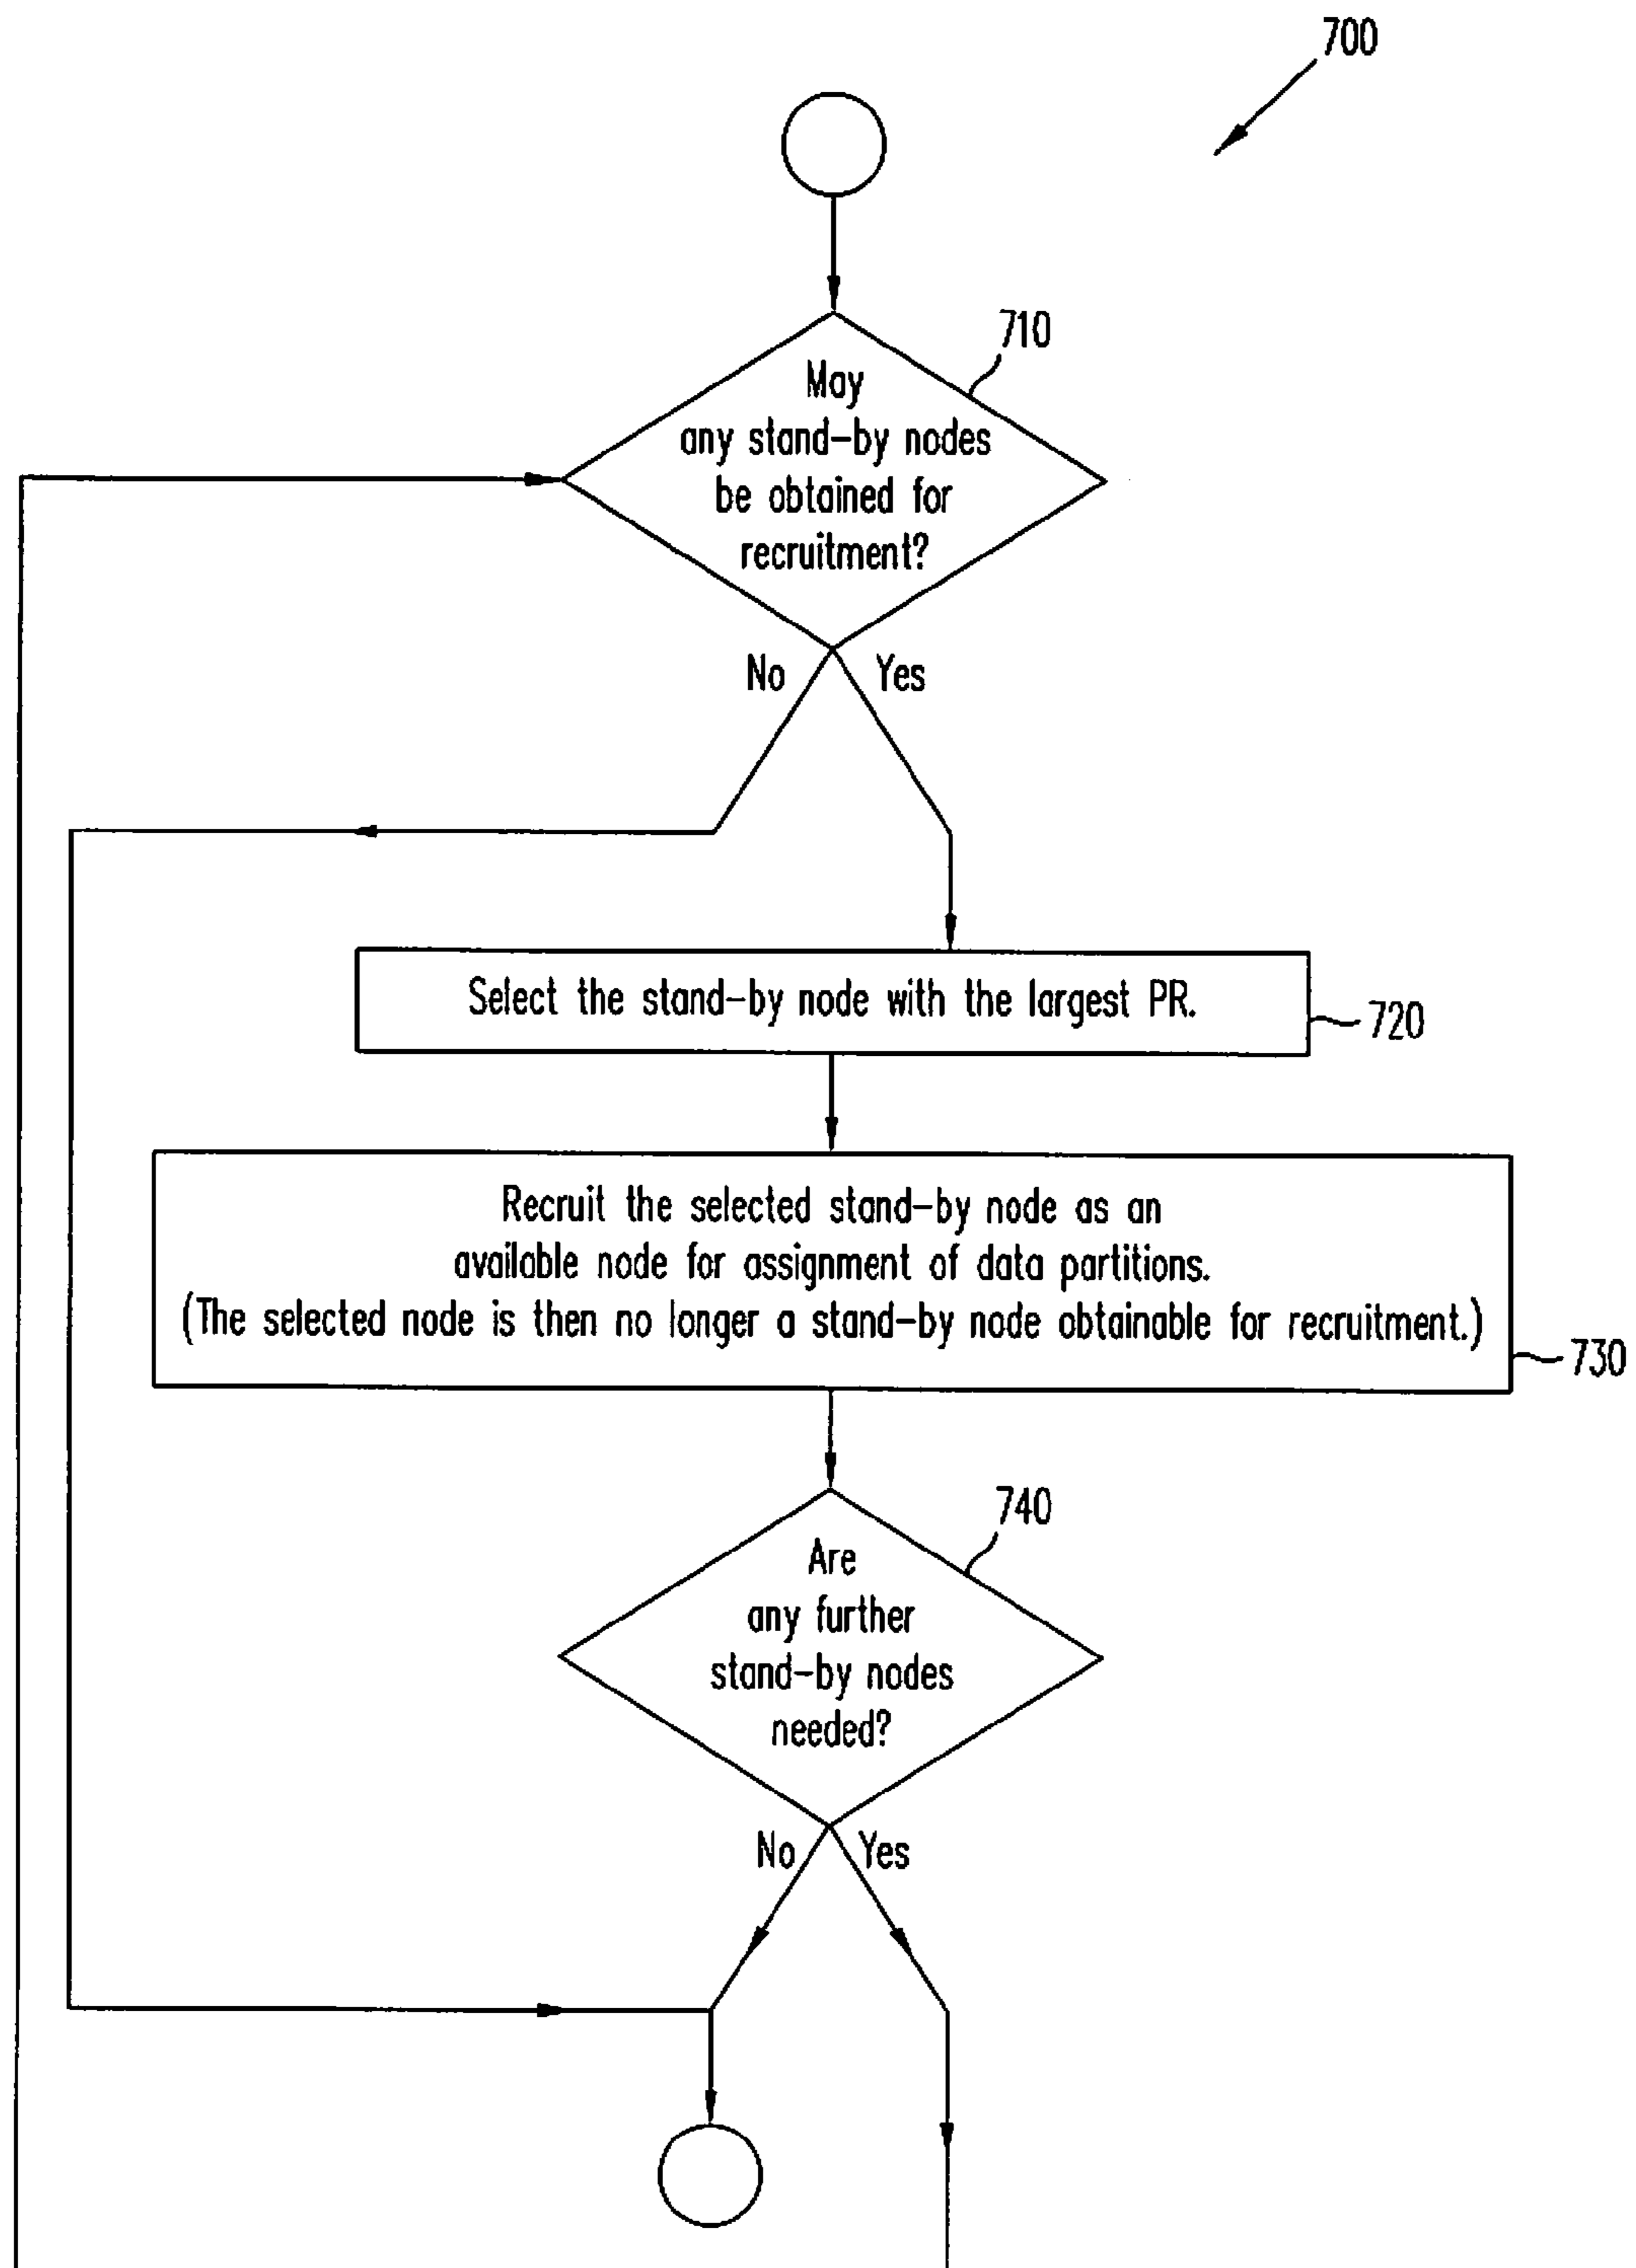 700
710
May
any stand-by nodes
be obtained for
recruitment?
No
Yes
Select the stand-by node with the largest PR.
720
Recruit the selected stand-by node as an
available node for assignment of data partitions.
(The selected node is then no longer a stand-by node obtainable for recruitment.)
730
740
Are
any further
stand-by nodes
needed?
No
Yes